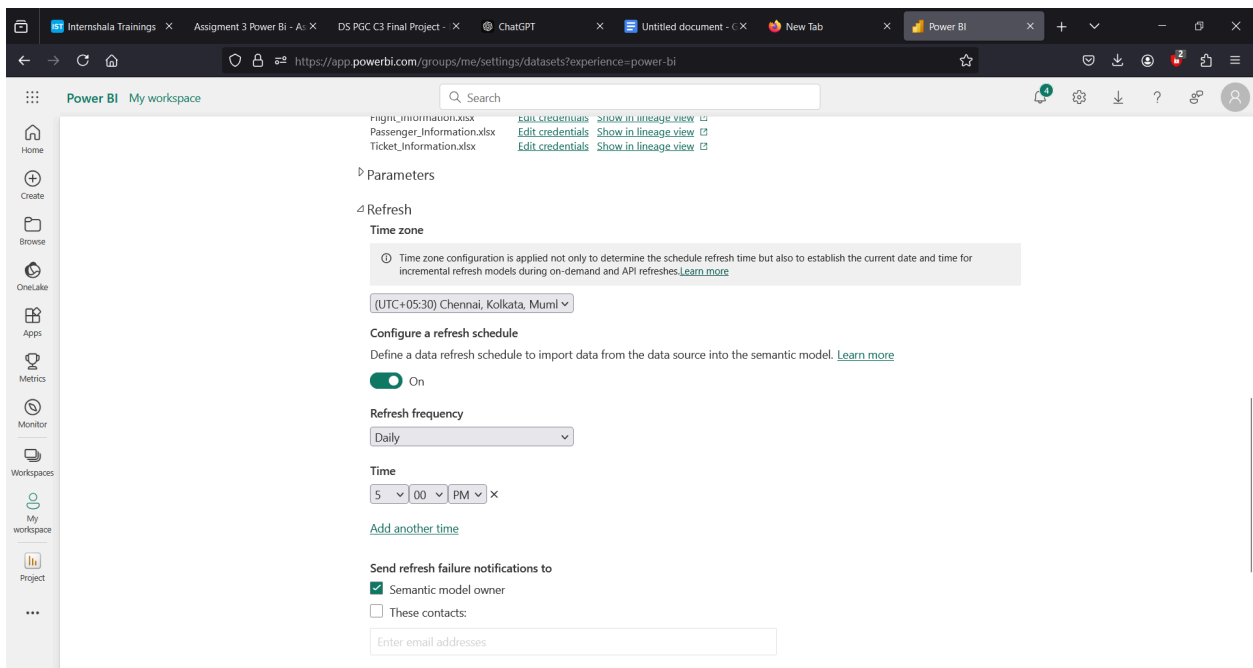 IST Internshala Trainings
Assigment 3 Power Bi - As
DS PGC C3 Final Project -
ChatGPT
Untitled document - G
New Tab
Power BI
https://app.powerbi.com/groups/me/settings/datasets?experience=power-bi
2
Power BI My workspace
Search
4
Home
Create
Browse
OneLake
Apps
Metrics
Monitor
Workspaces
My
workspace
Project
Flight_Information.xlsx Edit credentials Show in lineage view
Passenger_Information.xlsx Edit credentials Show in lineage view
Ticket_Information.xlsx Edit credentials Show in lineage view
Parameters
Refresh
Time zone
Time zone configuration is applied not only to determine the schedule refresh time but also to establish the current date and time for
incremental refresh models during on-demand and API refreshes.Learn more
(UTC+05:30) Chennai, Kolkata, Muml
Configure a refresh schedule
Define a data refresh schedule to import data from the data source into the semantic model. Learn more
On
Refresh frequency
Daily
Time
5 00 PM
Add another time
Send refresh failure notifications to
Semantic model owner
These contacts:
Enter email addresses